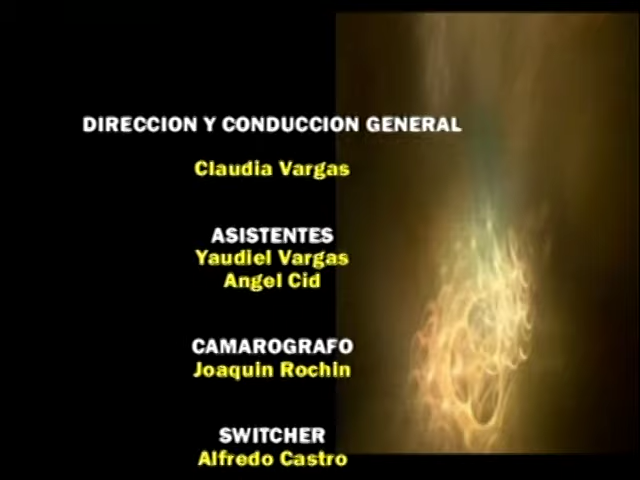 DIRECCION Y CONDUCCION GENERAL
Claudia Vargas
ASISTENTES
Yaudiel Vargas
Angel Cid
CAMAROGRAFO
Joaquin Rochin
SWITCHER
Alfredo Castro